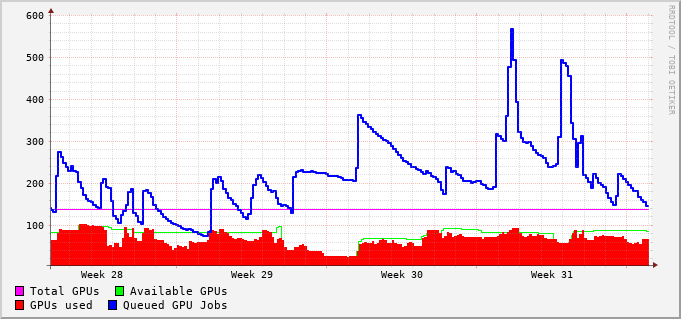 600
500
400
300
200
100
Week 28 Week 29 Week 30 Week 31
Total GPUs Available GPUs
GPUs used Queued GPU Jobs
RRDTOOL / TOBI OETIKER